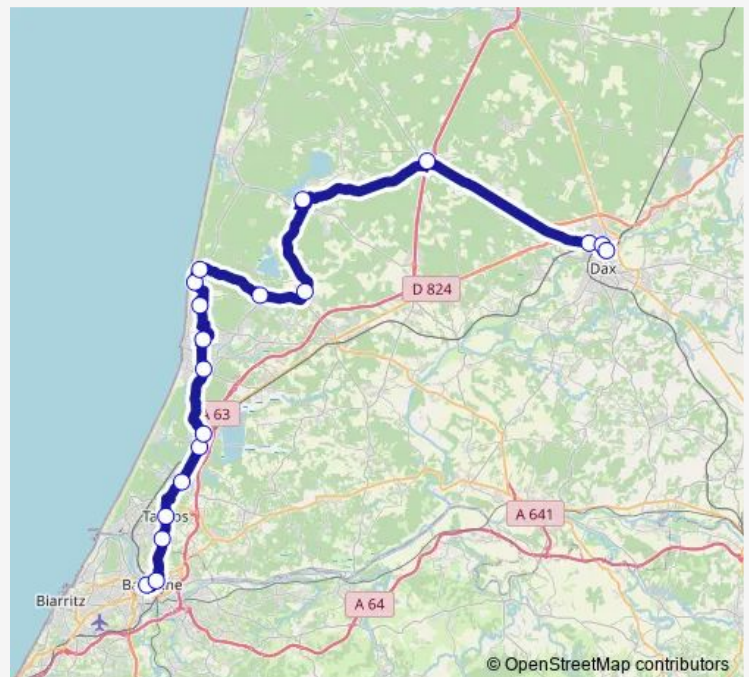 Dax
D 824
A 63
A 641
A 64
Biarritz
© OpenStreetMap contributors